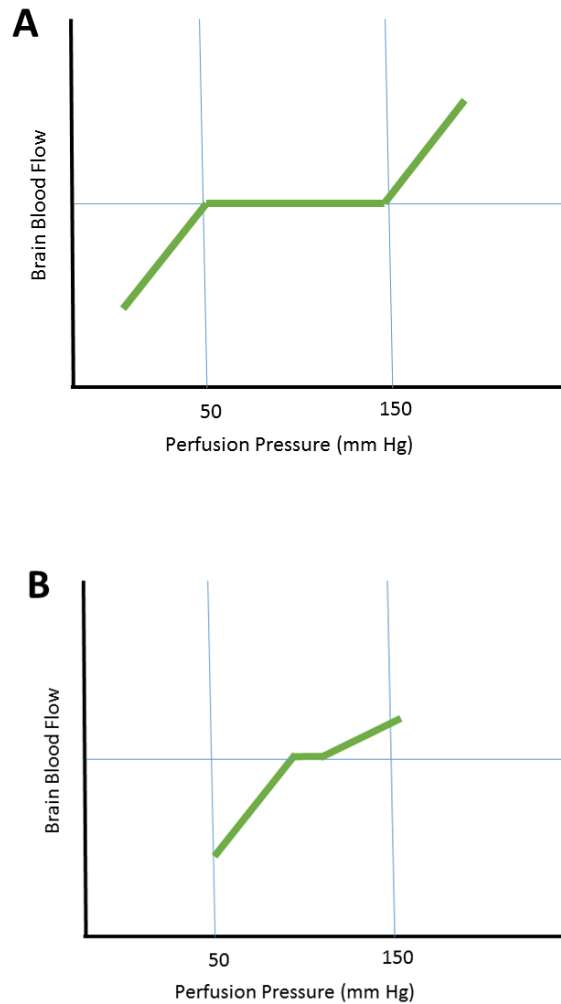 A
Brain Blood Flow
50
150
Perfusion Pressure (mm Hg)
B
Brain Blood Flow
50
150
Perfusion Pressure (mm Hg)